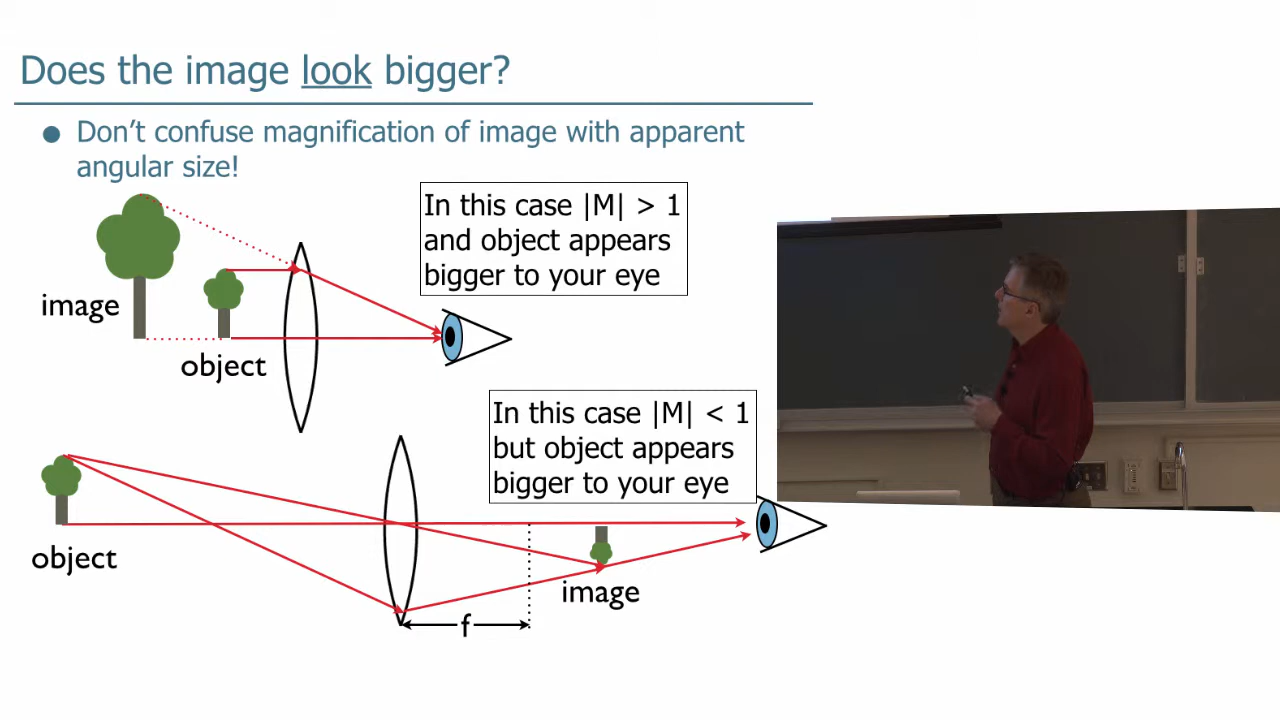 Does the image look bigger?
● Don't confuse magnification of image with apparent
angular size!
In this case |M| > 1
and object appears
bigger to your eye
image
object
In this case |M| < 1
but object appears
bigger to your eye
object
image
f